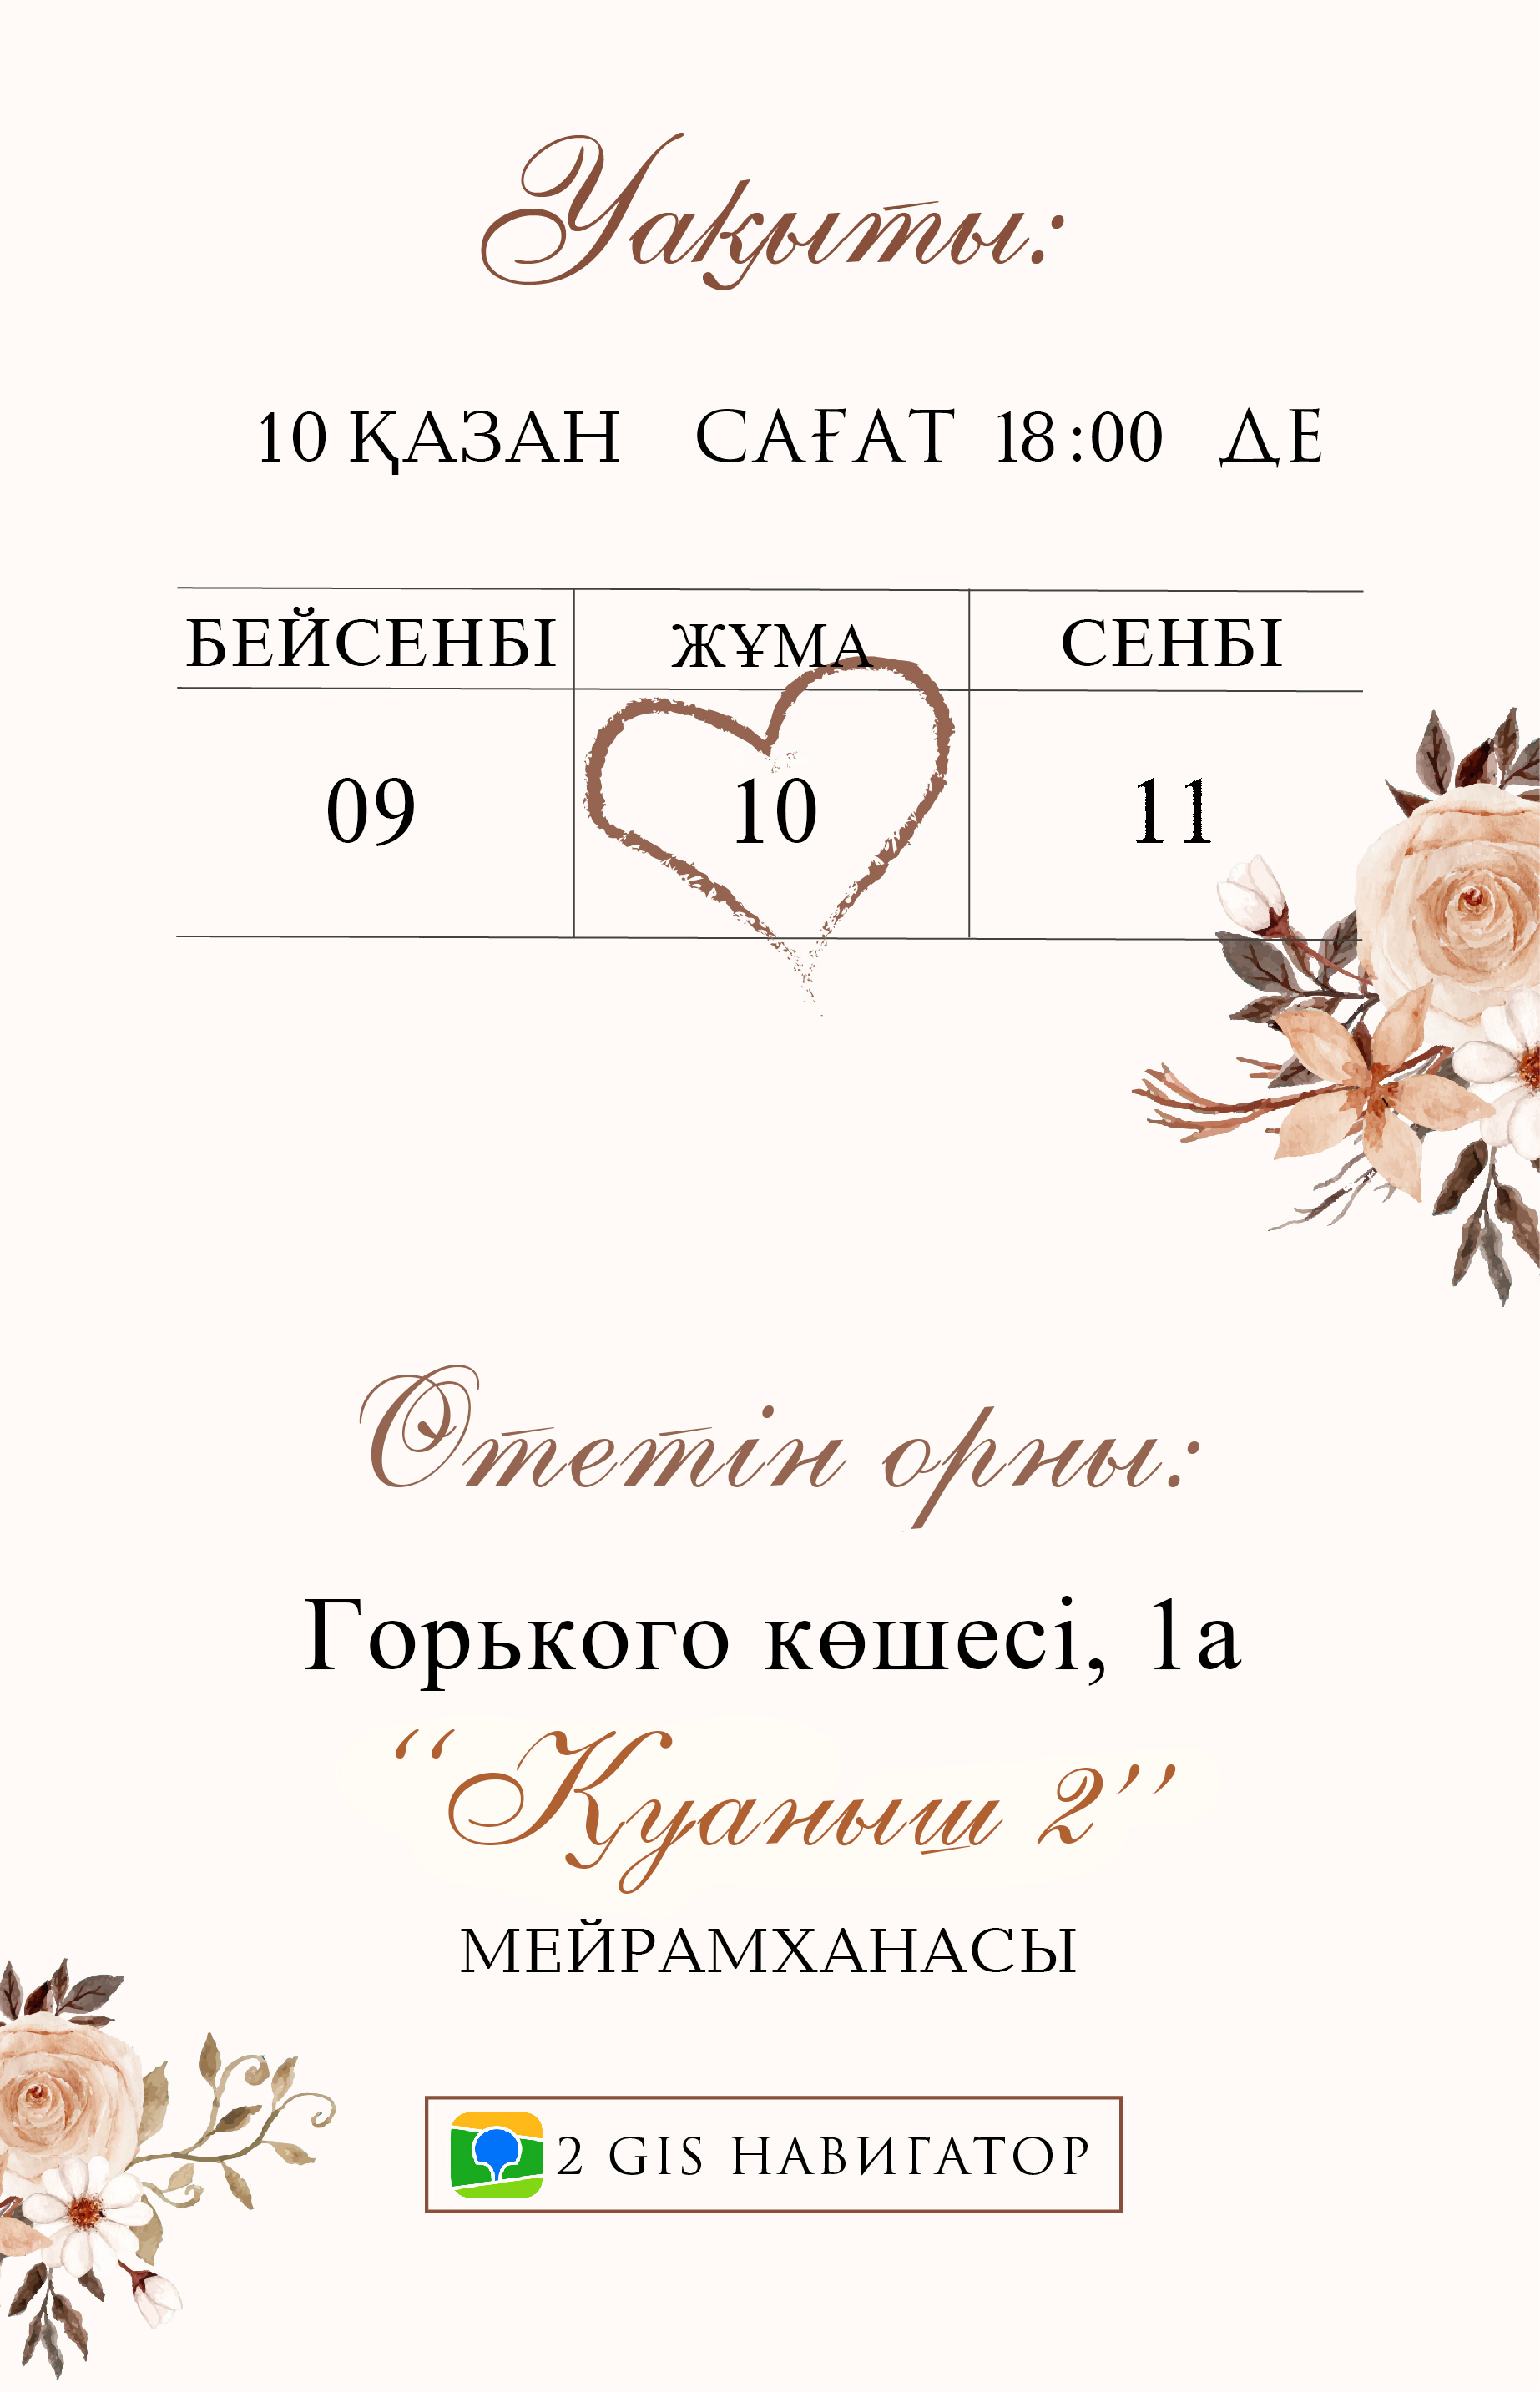 Уақыты:
10 ҚАЗАН САҒАТ 18:00 ДЕ
БЕЙСЕНБІ ЖҰМА СЕНБІ
09 10 11
Өтетін орны:
Горького көшесі, 1а
“Қуаныш 2”
МЕЙРАМХАНАСЫ
2 GIS НАВИГАТОР